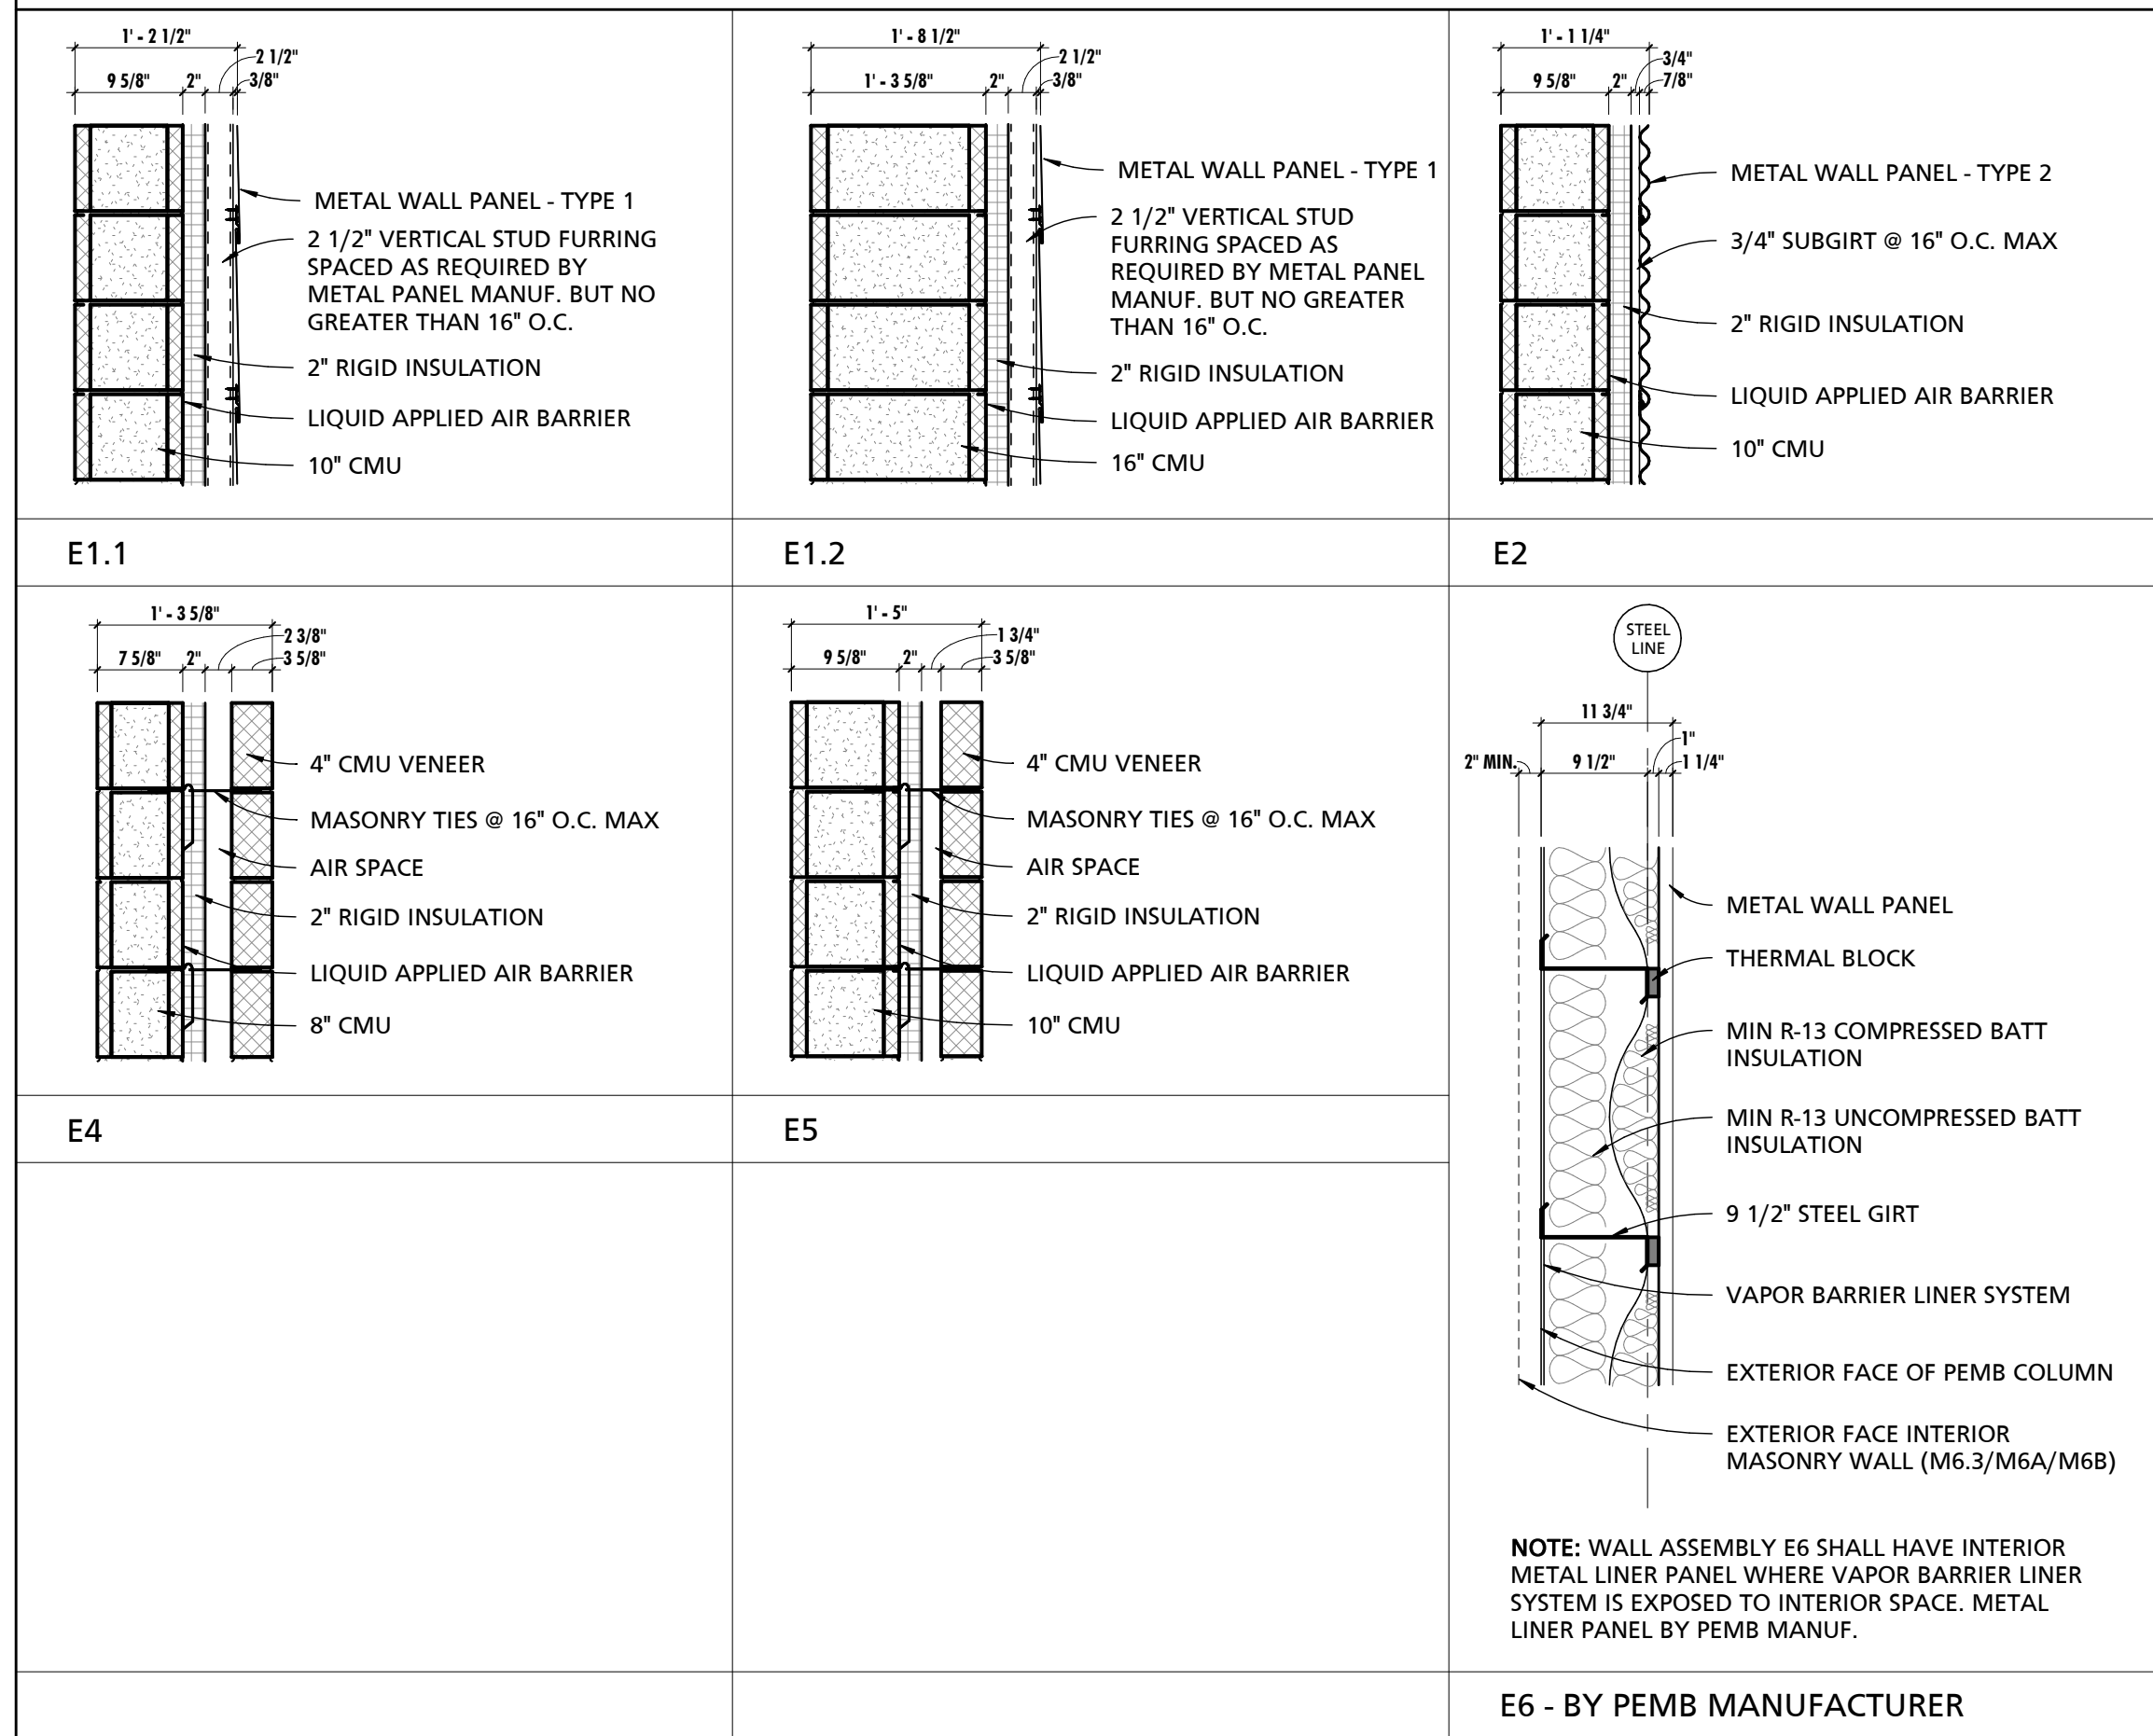 1' - 2 1/2"
2 1/2"
9 5/8"
2"
3/8"
METAL WALL PANEL - TYPE 1
2 1/2" VERTICAL STUD FURRING
SPACED AS REQUIRED BY
METAL PANEL MANUF. BUT NO
GREATER THAN 16" O.C.
2" RIGID INSULATION
LIQUID APPLIED AIR BARRIER
10" CMU
E1.1
1' - 8 1/2"
2 1/2"
1' - 3 5/8"
2"
3/8"
METAL WALL PANEL - TYPE 1
2 1/2" VERTICAL STUD
FURRING SPACED AS
REQUIRED BY METAL PANEL
MANUF. BUT NO GREATER
THAN 16" O.C.
2" RIGID INSULATION
LIQUID APPLIED AIR BARRIER
16" CMU
E1.2
1' - 1 1/4"
3/4"
9 5/8"
2"
7/8"
METAL WALL PANEL - TYPE 2
3/4" SUBGIRT @ 16" O.C. MAX
2" RIGID INSULATION
LIQUID APPLIED AIR BARRIER
10" CMU
E2
1' - 3 5/8"
2 3/8"
7 5/8"
2"
3 5/8"
4" CMU VENEER
MASONRY TIES @ 16" O.C. MAX
AIR SPACE
2" RIGID INSULATION
LIQUID APPLIED AIR BARRIER
8" CMU
E4
1' - 5"
1 3/4"
9 5/8"
2"
3 5/8"
4" CMU VENEER
MASONRY TIES @ 16" O.C. MAX
AIR SPACE
2" RIGID INSULATION
LIQUID APPLIED AIR BARRIER
10" CMU
E5
STEEL
LINE
11 3/4"
1"
2" MIN.
9 1/2"
1 1/4"
METAL WALL PANEL
THERMAL BLOCK
MIN R-13 COMPRESSED BATT
INSULATION
MIN R-13 UNCOMPRESSED BATT
INSULATION
9 1/2" STEEL GIRT
VAPOR BARRIER LINER SYSTEM
EXTERIOR FACE OF PEMB COLUMN
EXTERIOR FACE INTERIOR
MASONRY WALL (M6.3/M6A/M6B)
NOTE: WALL ASSEMBLY E6 SHALL HAVE INTERIOR
METAL LINER PANEL WHERE VAPOR BARRIER LINER
SYSTEM IS EXPOSED TO INTERIOR SPACE. METAL
LINER PANEL BY PEMB MANUF.
E6 - BY PEMB MANUFACTURER